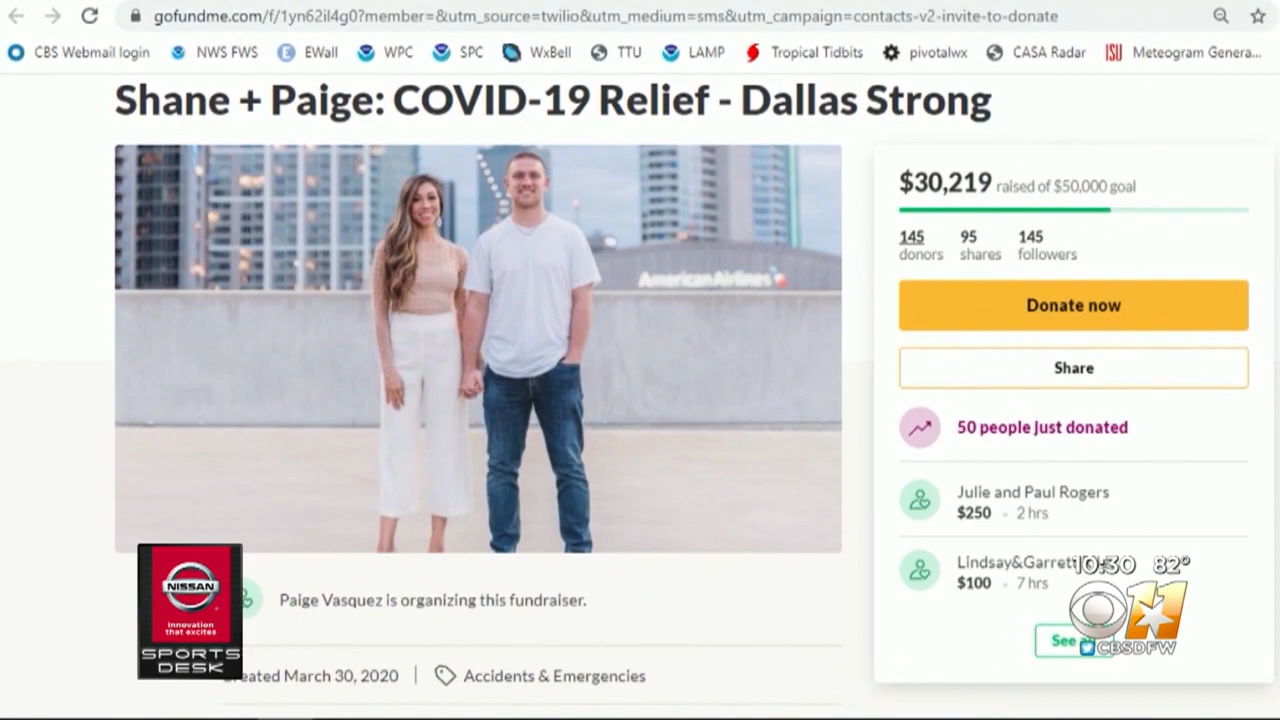 gofundme.com/f/1yn62il4g0?member=&utm_source=twilio&utm_medium=sms&utm_campaign=contacts-v2-invite-to-donate
CBS Webmail login NWS FWS EWall WPC SPC WxBell TTU LAMP Tropical Tidbits pivotalwx CASA Radar ISU Meteogram Genera...
Shane + Paige: COVID-19 Relief - Dallas Strong
American Airlines
$30,219 raised of $50,000 goal
145 95 145
donors shares followers
Donate now
Share
50 people just donated
Julie and Paul Rogers
$250 • 2 hrs
Lindsay&Garrett
$100 • 7 hrs
10:30 82°
See
11
CBSDFW
NISSAN
Innovation
that excites
SPORTS
DESK
Paige Vasquez is organizing this fundraiser.
reated March 30, 2020 | Accidents & Emergencies